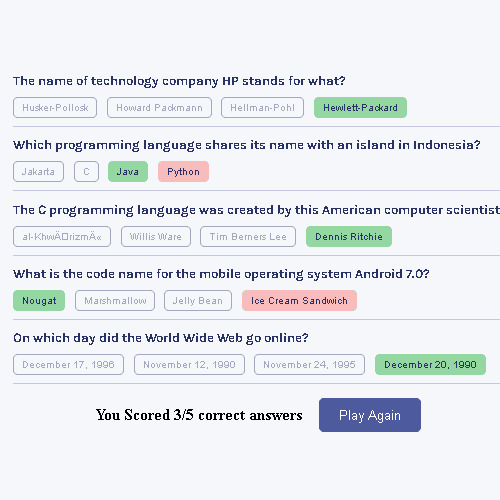 The name of technology company HP stands for what?
Husker-Pollosk Howard Packmann Hellman-Pohl Hewlett-Packard
Which programming language shares its name with an island in Indonesia?
Jakarta C Java Python
The C programming language was created by this American computer scientist
al-KhwÄ□rizmÄ« Willis Ware Tim Berners Lee Dennis Ritchie
What is the code name for the mobile operating system Android 7.0?
Nougat Marshmallow Jelly Bean Ice Cream Sandwich
On which day did the World Wide Web go online?
December 17, 1996 November 12, 1990 November 24, 1995 December 20, 1990
You Scored 3/5 correct answers Play Again